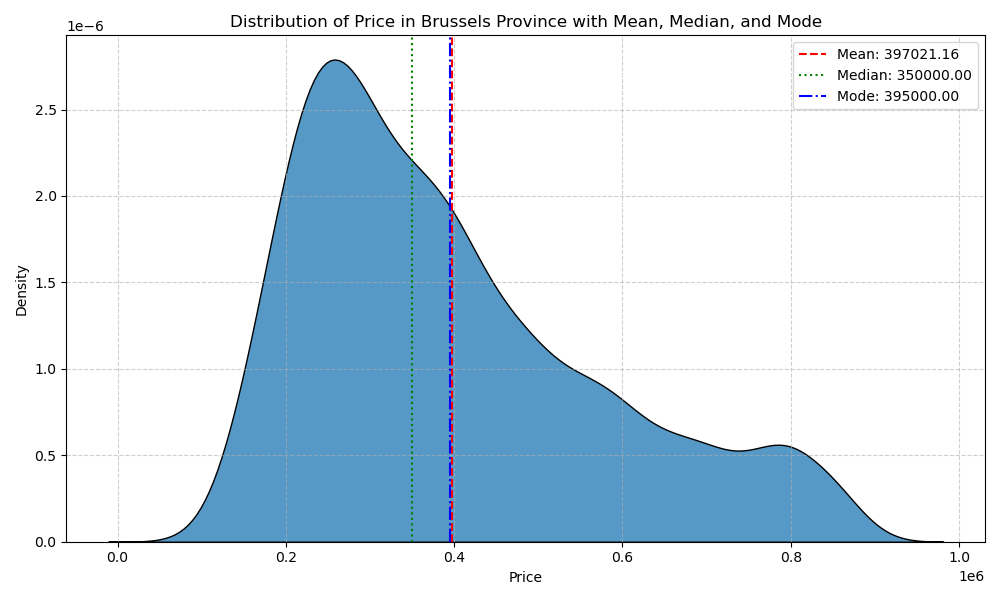 Distribution of Price in Brussels Province with Mean, Median, and Mode
1e−6
Mean: 397021.16
Median: 350000.00
Mode: 395000.00
2.5
2.0
1.5
1.0
0.5
0.0
Density
0.0 0.2 0.4 0.6 0.8 1.0
1e6
Price